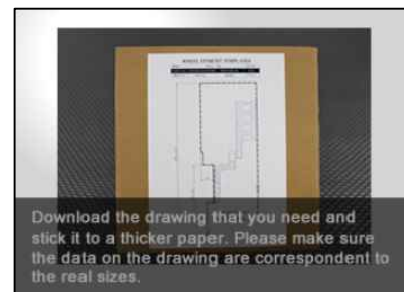 Download the drawing that you need and
stick it to a thicker paper. Please make sure
the data on the drawing are correspondent to
the real sizes.